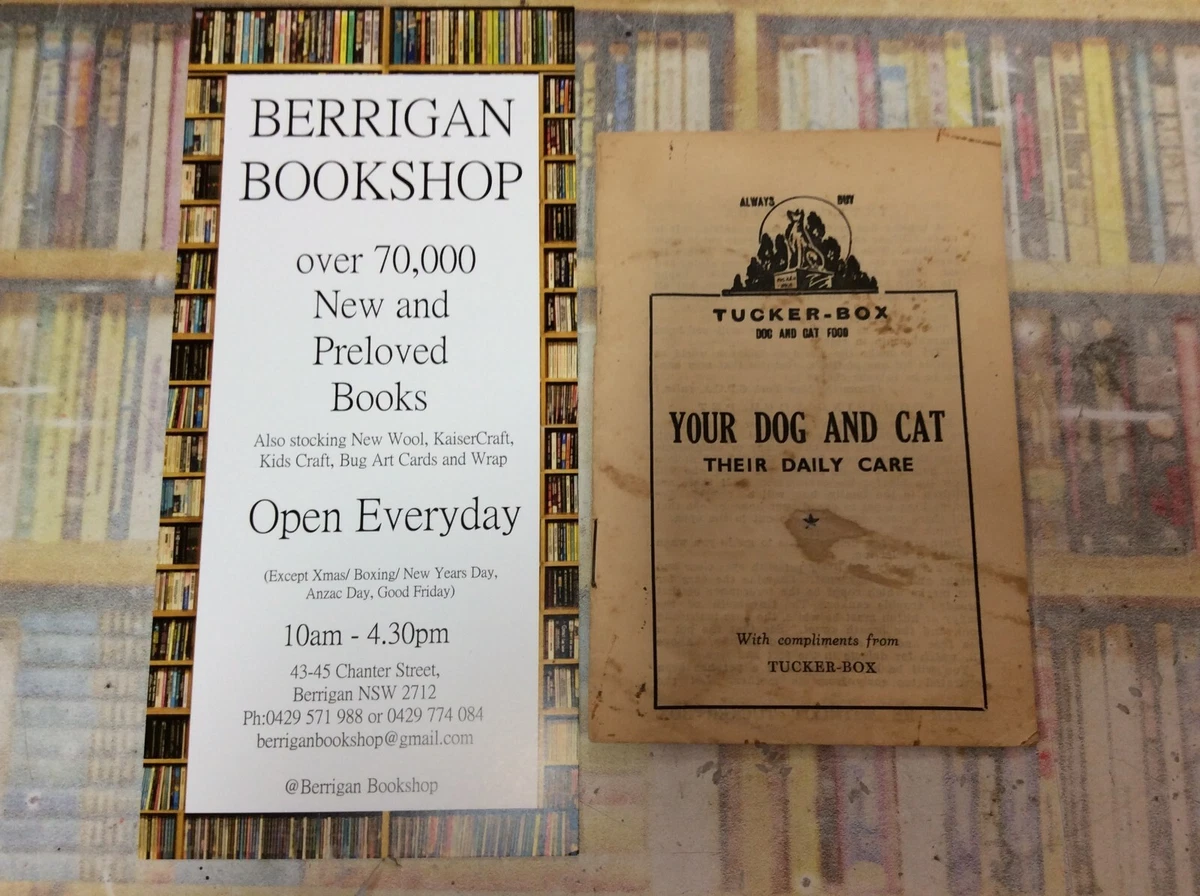 BERRIGAN
BOOKSHOP
over 70,000
New and
Preloved
Books
Also stocking New Wool, KaiserCraft,
Kids Craft, Bug Art Cards and Wrap
Open Everyday
(Except Xmas/ Boxing/ New Years Day,
Anzac Day, Good Friday)
10am - 4.30pm
43-45 Chanter Street,
Berrigan NSW 2712
Ph:0429 571 988 or 0429 774 084
berriganbookshop@gmail.com
@Berrigan Bookshop
ALWAYS BUY
TUCKER-BOX
DOG AND CAT FOOD
YOUR DOG AND CAT
THEIR DAILY CARE
With compliments from
TUCKER-BOX